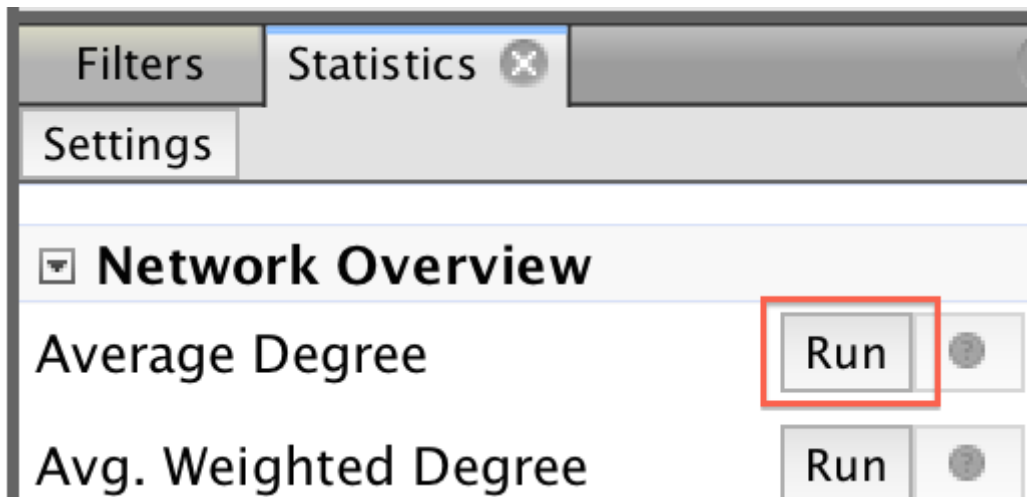 Filters Statistics
Settings
Network Overview
Average Degree Run ?
Avg. Weighted Degree Run ?